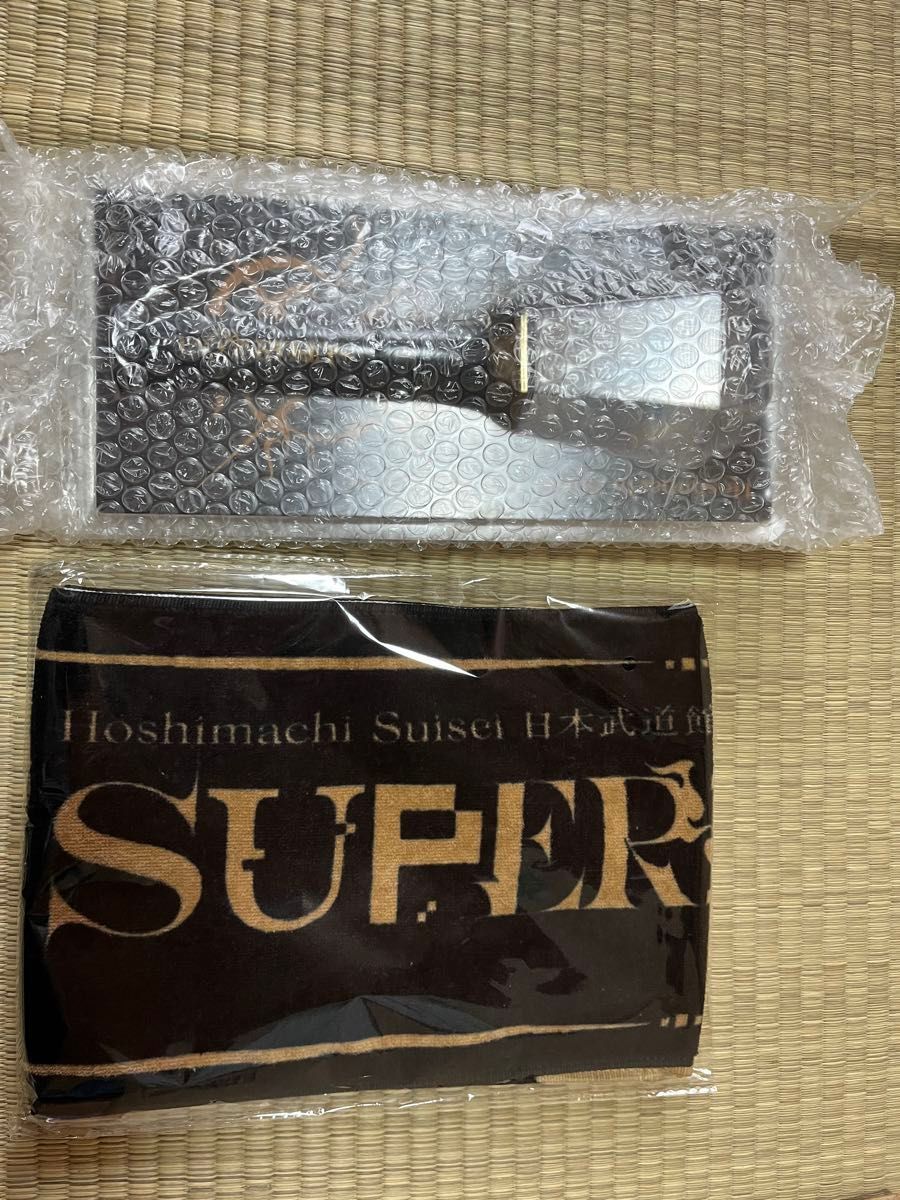 Hoshimachi Suisei 日本武道館
SUPER